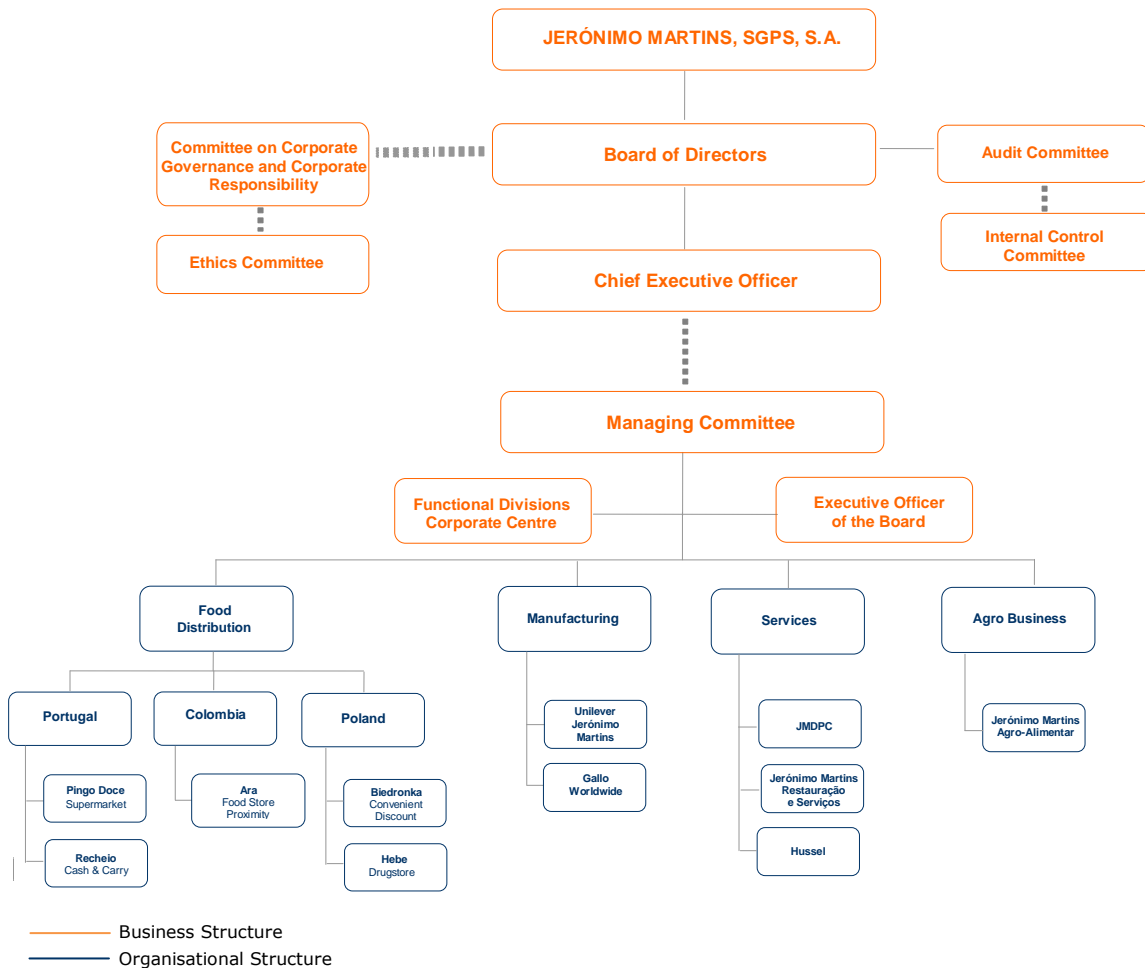 JERÓNIMO MARTINS, SGPS, S.A.
Committee on Corporate
Governance and Corporate
Responsibility
Board of Directors
Audit Committee
Ethics Committee
Internal Control
Committee
Chief Executive Officer
Managing Committee
Functional Divisions
Corporate Centre
Executive Officer
of the Board
Food
Distribution
Manufacturing
Services
Agro Business
Portugal
Colombia
Poland
Pingo Doce
Supermarket
Recheio
Cash & Carry
Ara
Food Store
Proximity
Biedronka
Convenient
Discount
Hebe
Drugstore
Unilever
Jerónimo
Martins
Gallo
Worldwide
JMDPC
Jerónimo Martins
Restauração
e Serviços
Hussel
Jerónimo Martins
Agro-Alimentar
Business Structure
Organisational Structure